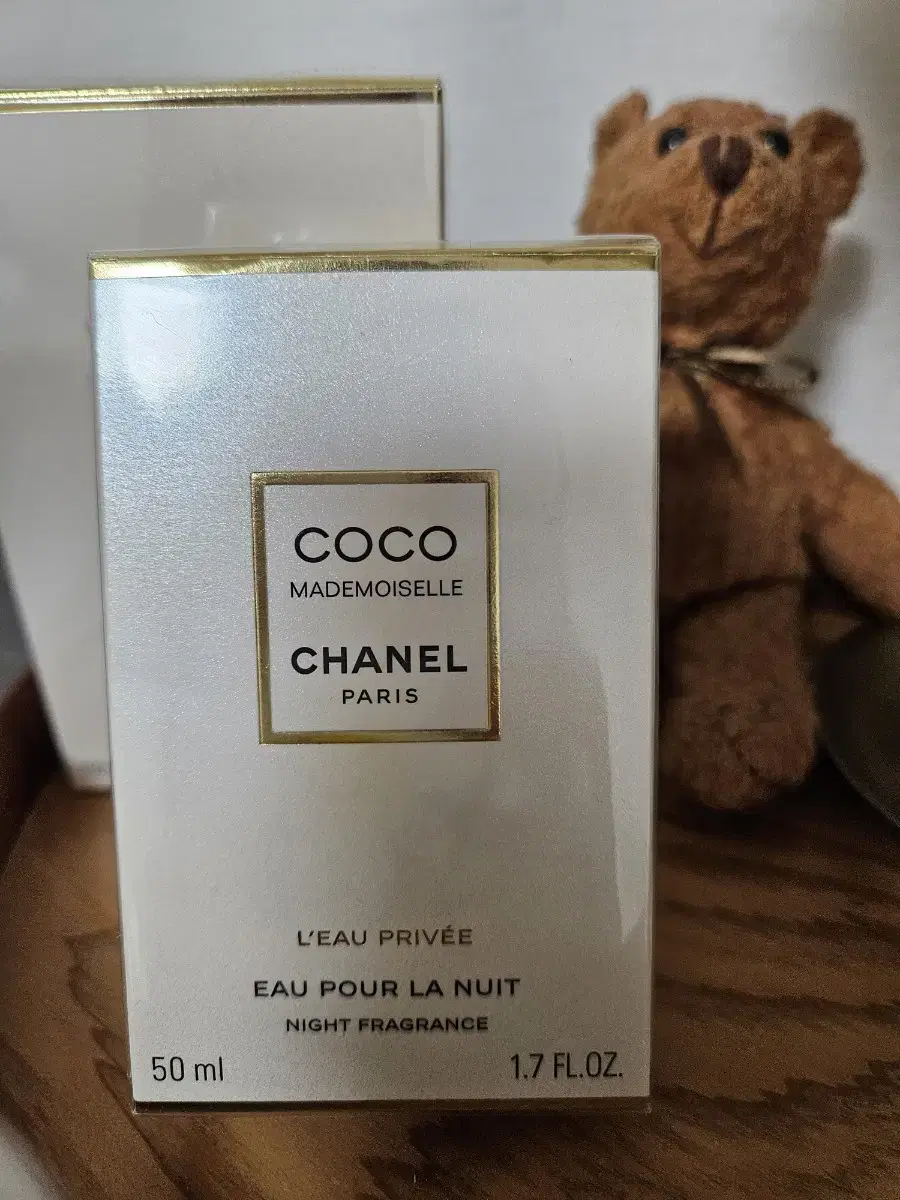 COCO
MADEMOISELLE
CHANEL
PARIS
L'EAU PRIVÉE
EAU POUR LA NUIT
NIGHT FRAGRANCE
50 ml
1.7 FL.OZ.